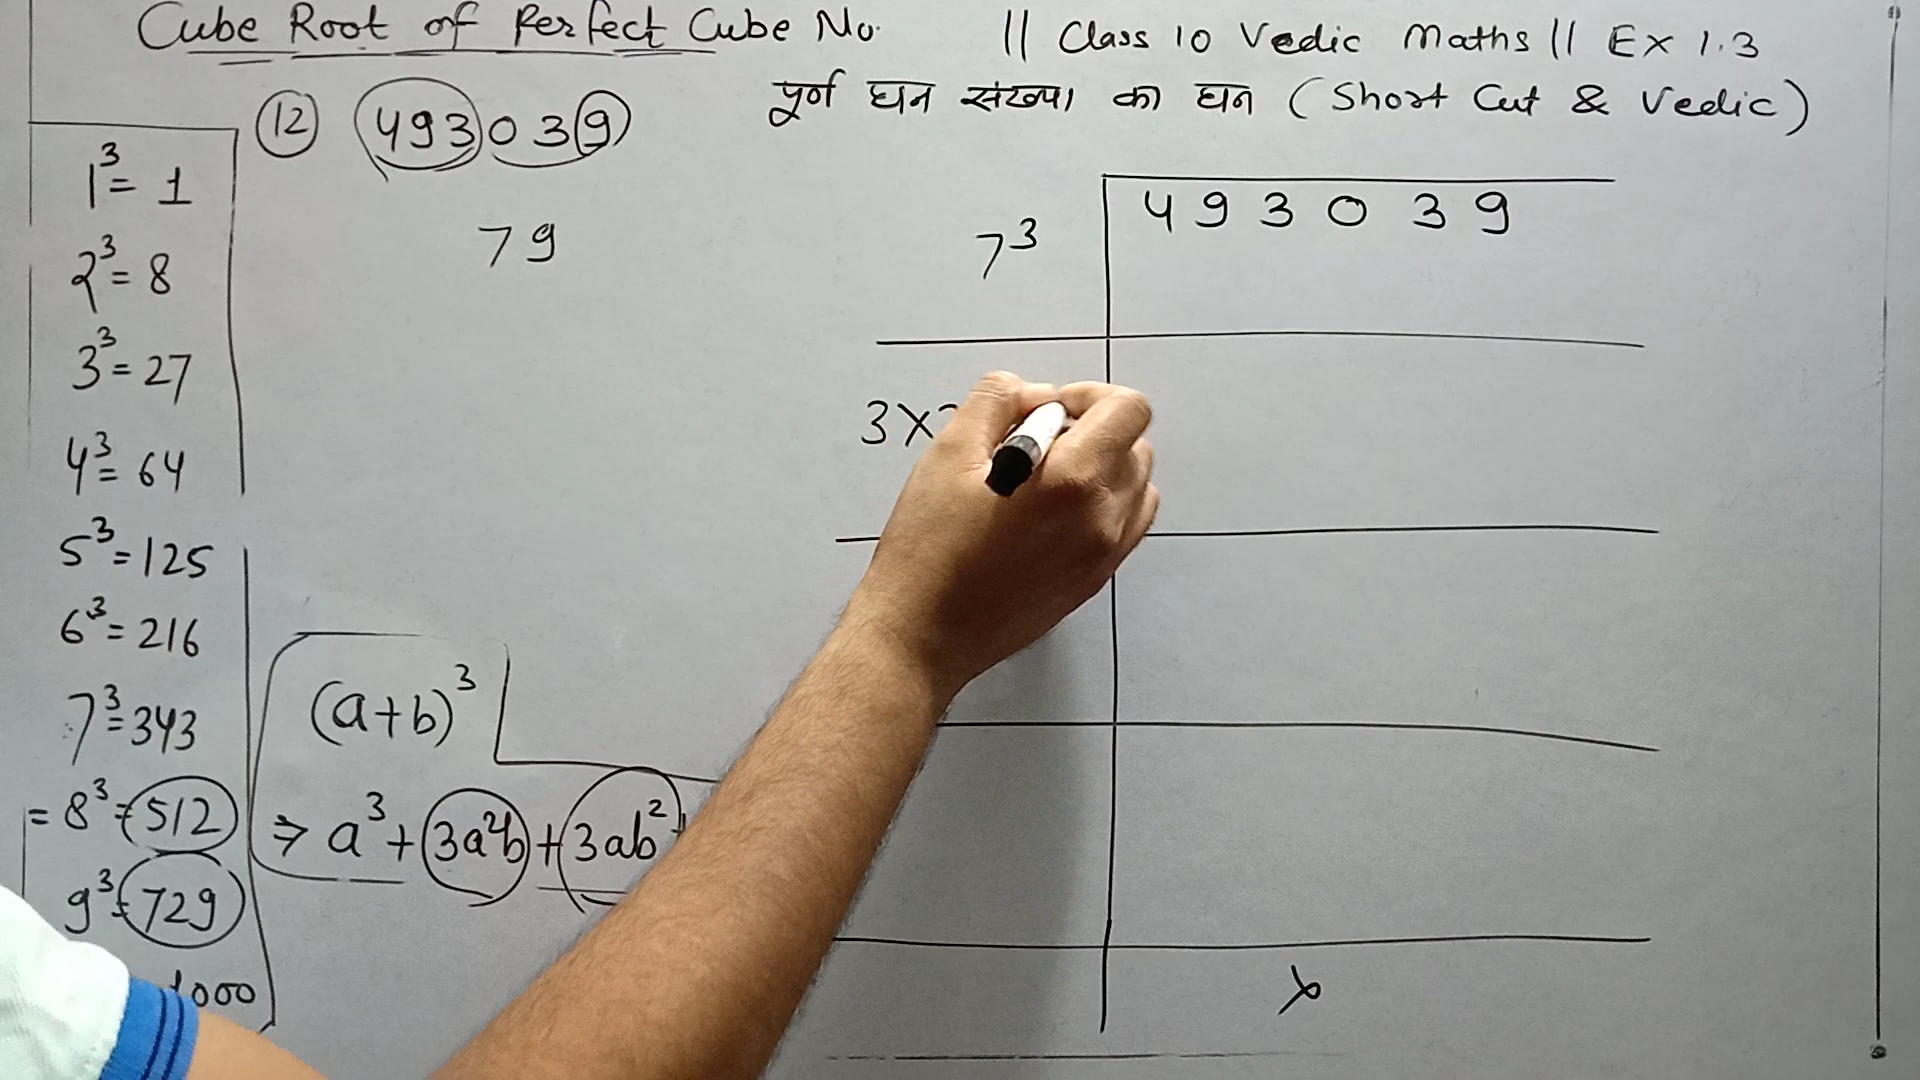 Cube Root of Perfect Cube No. || Class 10 Vedic Maths || Ex 1.3
पूर्ण घन संख्या का घन (Short Cut & Vedic)
(12) 493039
79
1³ = 1
2³ = 8
3³ = 27
4³ = 64
5³ = 125
6³ = 216
7³ = 343
= 8³ = 512
9³ = 729
1000
(a+b)³
⇒ a³ + 3a²b + 3ab² +
7³ 4 9 3 0 3 9
3×